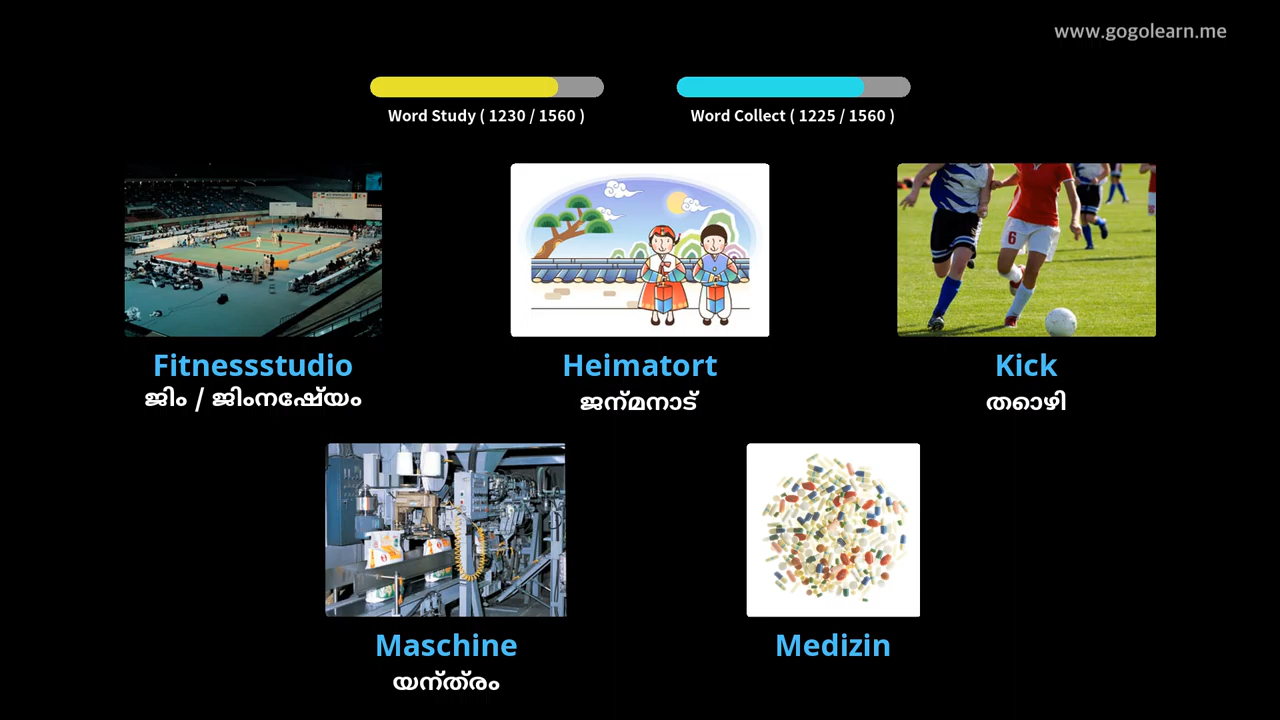 www.gogolearn.me
Word Study ( 1230 / 1560 )
Word Collect ( 1225 / 1560 )
Fitnessstudio
ജിം / ജിംനഷ്യേം
Heimatort
ജന്മനാട്
Kick
തൊഴി
6
Maschine
യന്ത്രം
Medizin